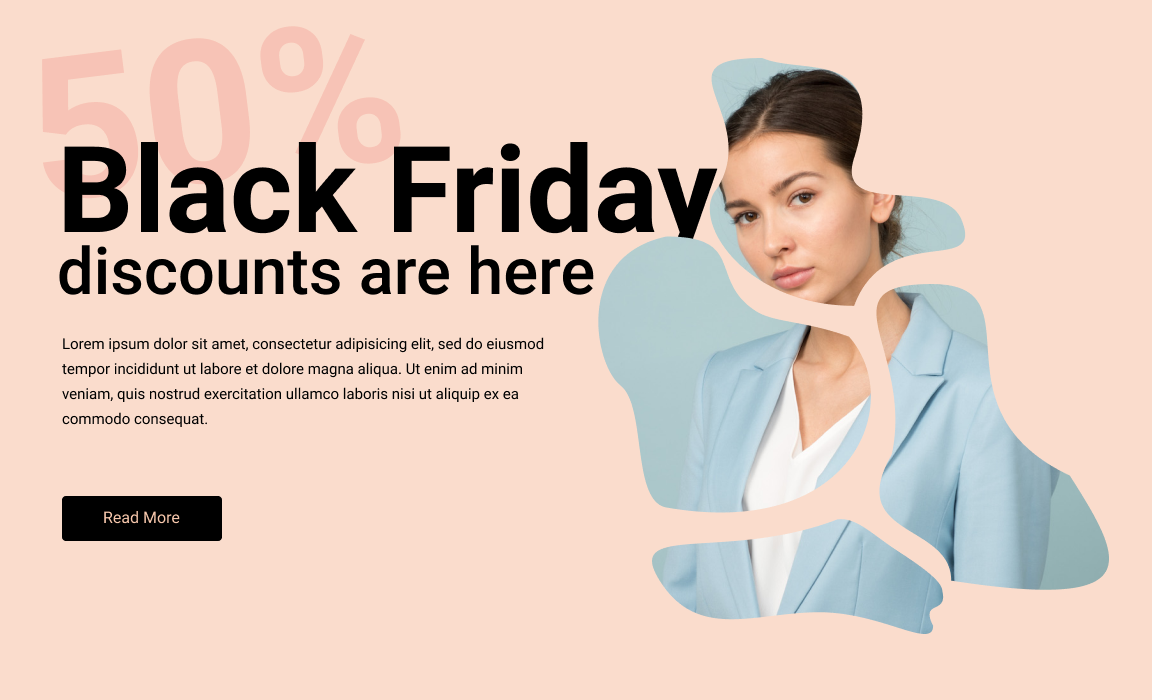 50%
Black Friday
discounts are here
Lorem ipsum dolor sit amet, consectetur adipisicing elit, sed do eiusmod
tempor incididunt ut labore et dolore magna aliqua. Ut enim ad minim
veniam, quis nostrud exercitation ullamco laboris nisi ut aliquip ex ea
commodo consequat.
Read More